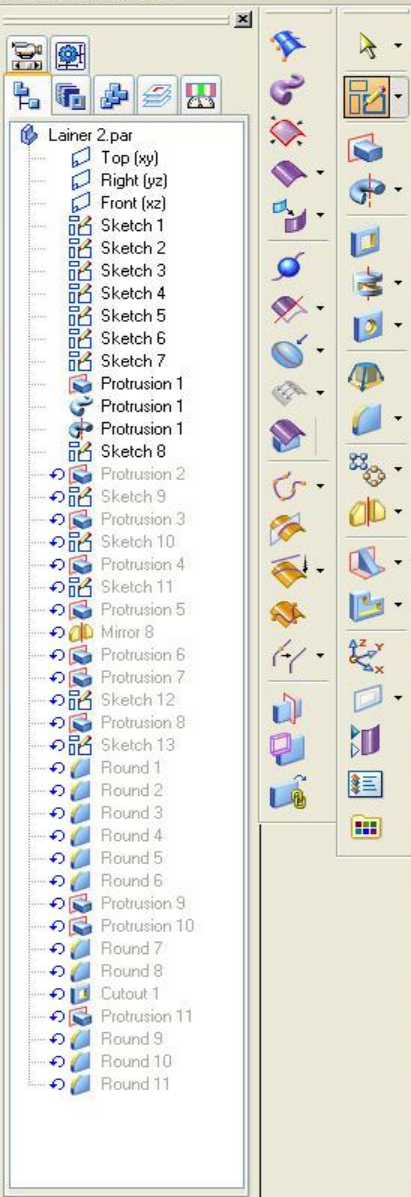 Lainer 2.par
Top (xy)
Right (yz)
Front (xz)
Sketch 1
Sketch 2
Sketch 3
Sketch 4
Sketch 5
Sketch 6
Sketch 7
Protrusion 1
Protrusion 1
Protrusion 1
Sketch 8
Protrusion 2
Sketch 9
Protrusion 3
Sketch 10
Protrusion 4
Sketch 11
Protrusion 5
Mirror 8
Protrusion 6
Protrusion 7
Sketch 12
Protrusion 8
Sketch 13
Round 1
Round 2
Round 3
Round 4
Round 5
Round 6
Protrusion 9
Protrusion 10
Round 7
Round 8
Cutout 1
Protrusion 11
Round 9
Round 10
Round 11